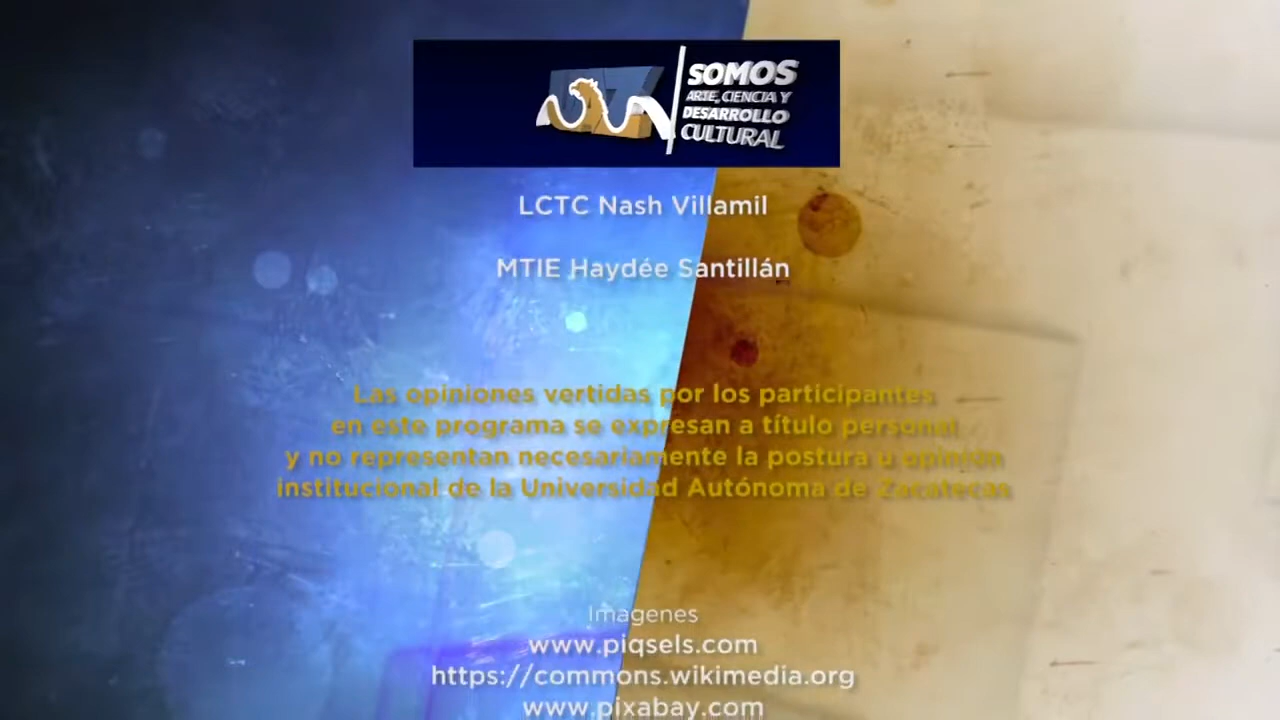 UAZ
SOMOS
ARTE, CIENCIA Y
DESARROLLO
CULTURAL
LCTC Nash Villamil
MTIE Haydée Santillán
Las opiniones vertidas por los participantes
en este programa se expresan a título personal
y no representan necesariamente la postura u opinión
institucional de la Universidad Autónoma de Zacatecas
Imagenes
www.piqsels.com
https://commons.wikimedia.org
www.pixabay.com